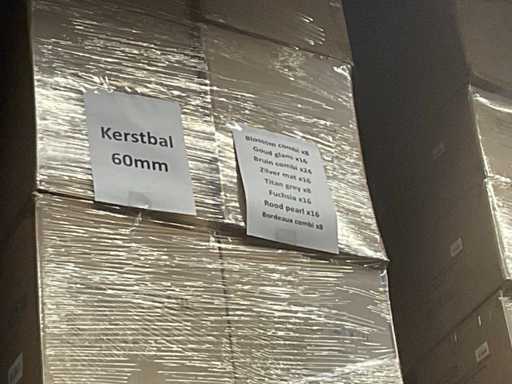 Kerstbal
60mm
Blossom combi x8
Goud glans x16
Bruin combi x24
Zilver mat x16
Titan grey x8
Fuchsia x16
Rood pearl x16
Bordeaux combi x8